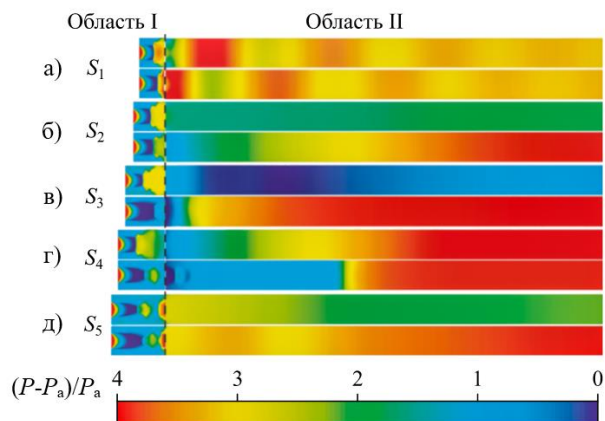 Область I Область II
а) S₁
б) S₂
в) S₃
г) S₄
д) S₅
(P-Pₐ)/Pₐ 4 3 2 1 0